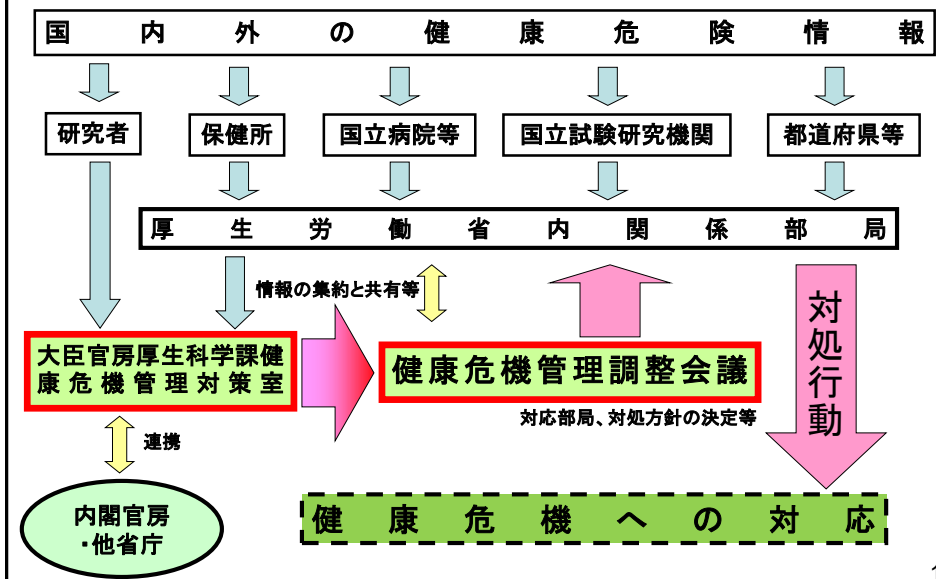 国内外の健康危険情報
研究者
保健所
国立病院等
国立試験研究機関
都道府県等
厚生労働省内関係部局
情報の集約と共有等
大臣官房厚生科学課健
康危機管理対策室
健康危機管理調整会議
対処行動
対応部局、対処方針の決定等
連携
内閣官房
・他省庁
健康危機への対応